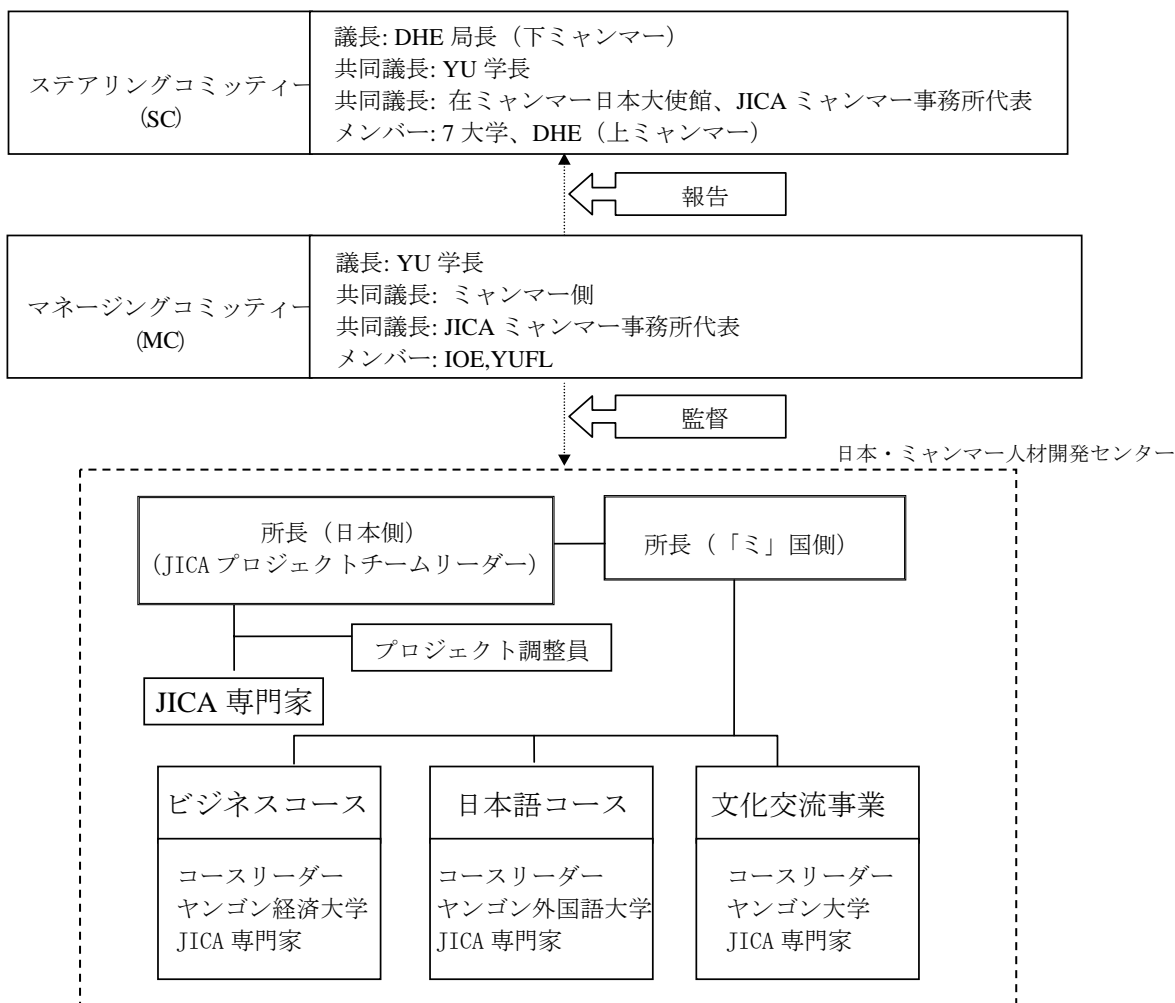 ステアリングコミッティー
(SC)
議長: DHE 局長（下ミャンマー）
共同議長: YU 学長
共同議長: 在ミャンマー日本大使館、JICA ミャンマー事務所代表
メンバー: 7 大学、DHE（上ミャンマー）
報告
マネージングコミッティー
(MC)
議長: YU 学長
共同議長: ミャンマー側
共同議長: JICA ミャンマー事務所代表
メンバー: IOE,YUFL
監督
日本・ミャンマー人材開発センター
所長（日本側）
（JICA プロジェクトチームリーダー）
所長（「ミ」国側）
プロジェクト調整員
JICA 専門家
ビジネスコース
コースリーダー
ヤンゴン経済大学
JICA 専門家
日本語コース
コースリーダー
ヤンゴン外国語大学
JICA 専門家
文化交流事業
コースリーダー
ヤンゴン大学
JICA 専門家